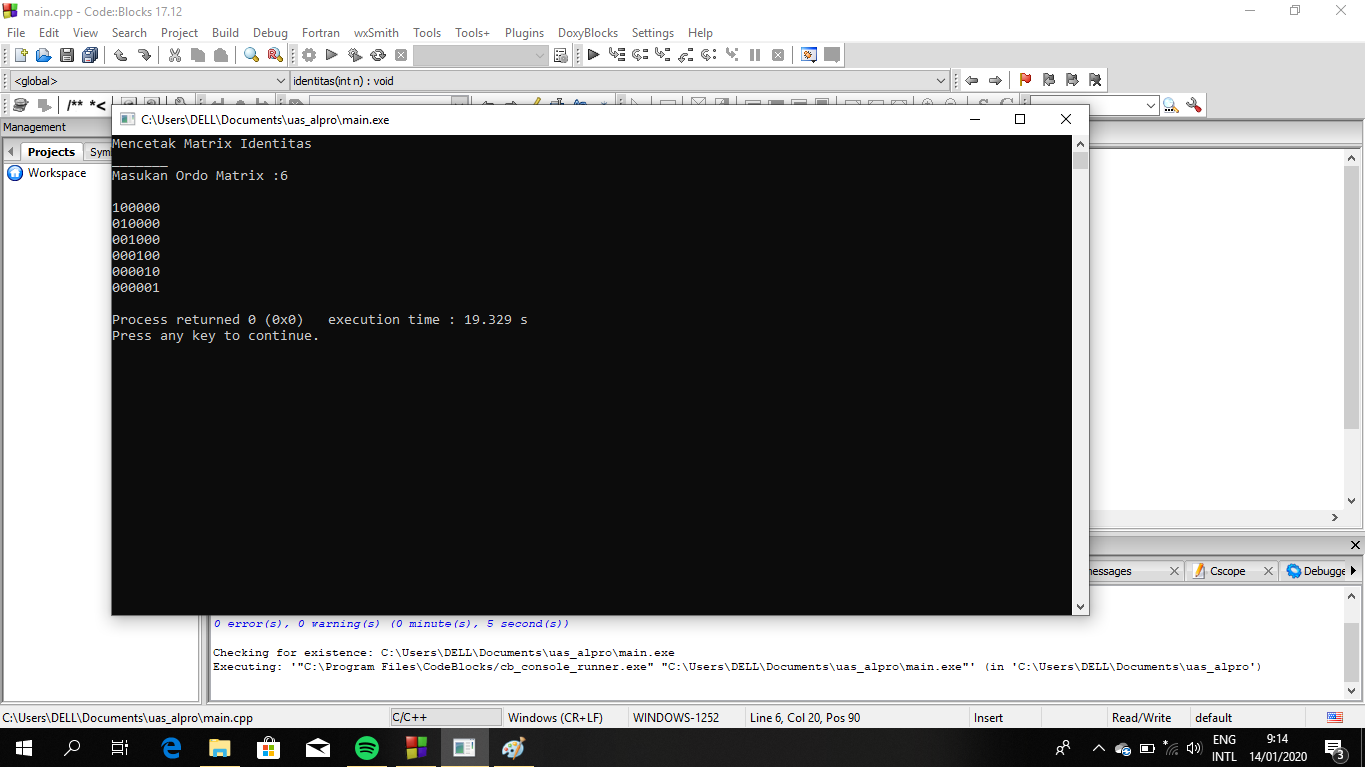 main.cpp - Code::Blocks 17.12
File Edit View Search Project Build Debug Fortran wxSmith Tools Tools+ Plugins DoxyBlocks Settings Help
<global> identitas(int n) : void
/** *<
C:\Users\DELL\Documents\uas_alpro\main.exe
Management
Projects Sym
Workspace
Mencetak Matrix Identitas
_______
Masukan Ordo Matrix :6
100000
010000
001000
000100
000010
000001
Process returned 0 (0x0)   execution time : 19.329 s
Press any key to continue.
nessages Cscope Debugge
0 error(s), 0 warning(s) (0 minute(s), 5 second(s))
Checking for existence: C:\Users\DELL\Documents\uas_alpro\main.exe
Executing: '"C:\Program Files\CodeBlocks/cb_console_runner.exe" "C:\Users\DELL\Documents\uas_alpro\main.exe"' (in 'C:\Users\DELL\Documents\uas_alpro')
C:\Users\DELL\Documents\uas_alpro\main.cpp C/C++ Windows (CR+LF) WINDOWS-1252 Line 6, Col 20, Pos 90 Insert Read/Write default
ENG 9:14
INTL 14/01/2020 3